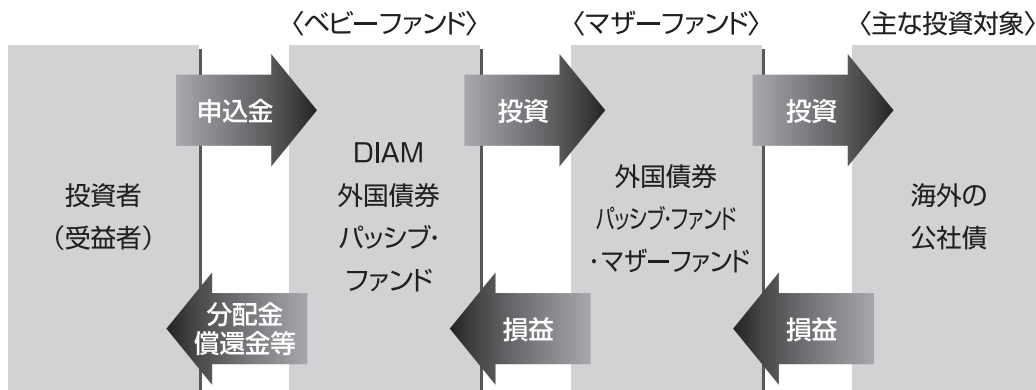 〈ベビーファンド〉
〈マザーファンド〉
〈主な投資対象〉
申込金
投資
投資
投資者
（受益者）
DIAM
外国債券
パッシブ・
ファンド
外国債券
パッシブ・ファンド
・マザーファンド
海外の
公社債
分配金
償還金等
損益
損益